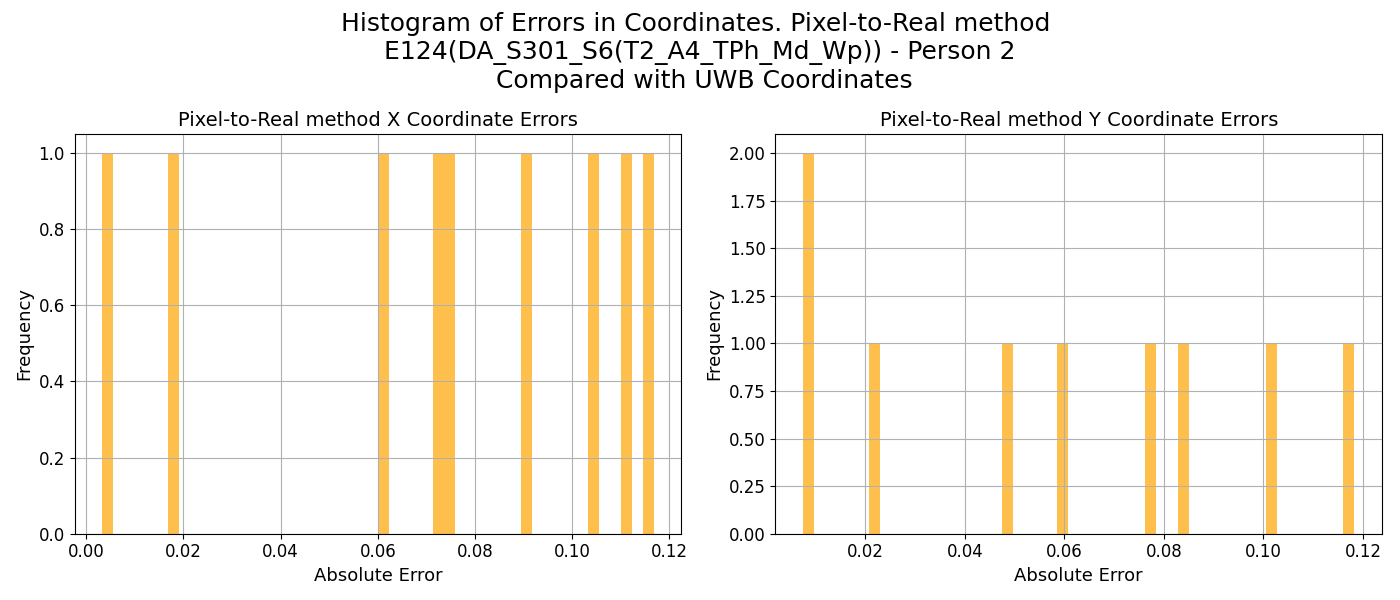 Histogram of Errors in Coordinates. Pixel-to-Real method
E124(DA_S301_S6(T2_A4_TPh_Md_Wp)) - Person 2
Compared with UWB Coordinates
Pixel-to-Real method X Coordinate Errors
1.0
0.8
0.6
0.4
0.2
0.0
Frequency
0.00 0.02 0.04 0.06 0.08 0.10 0.12
Absolute Error
Pixel-to-Real method Y Coordinate Errors
2.00
1.75
1.50
1.25
1.00
0.75
0.50
0.25
0.00
Frequency
0.02 0.04 0.06 0.08 0.10 0.12
Absolute Error